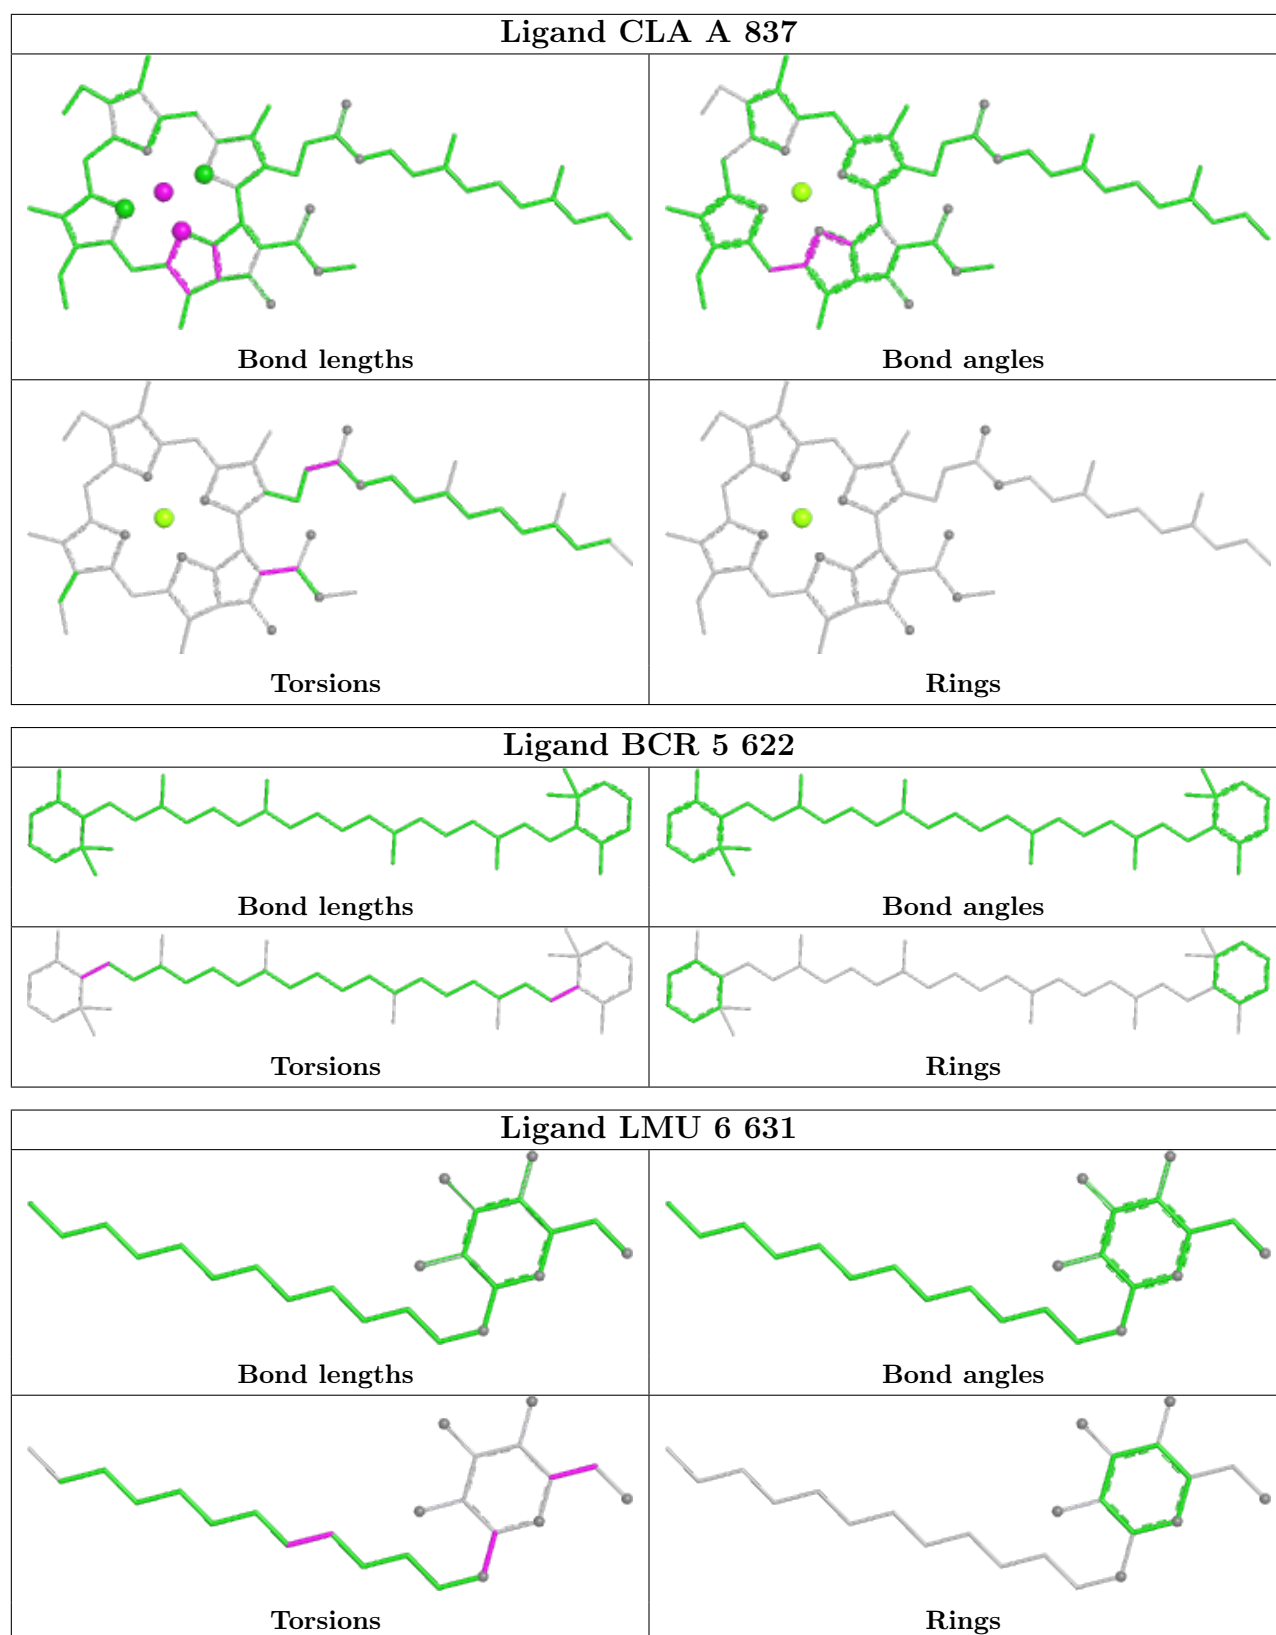 Ligand CLA A 837
Bond lengths
Bond angles
Torsions
Rings
Ligand BCR 5 622
Bond lengths
Bond angles
Torsions
Rings
Ligand LMU 6 631
Bond lengths
Bond angles
Torsions
Rings